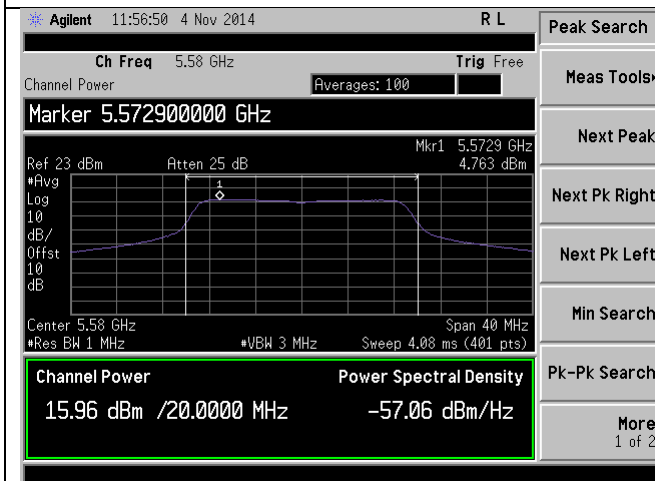 Agilent 11:56:50 4 Nov 2014 R L
Ch Freq 5.58 GHz Trig Free
Channel Power Averages: 100
Marker 5.572900000 GHz
Mkr1 5.5729 GHz
Ref 23 dBm Atten 25 dB 4.763 dBm
#Avg
Log
10
dB/
Offst
10
dB
1
Center 5.58 GHz Span 40 MHz
#Res BW 1 MHz #VBW 3 MHz Sweep 4.08 ms (401 pts)
Channel Power Power Spectral Density
15.96 dBm /20.0000 MHz -57.06 dBm/Hz
Peak Search
Meas Tools
Next Peak
Next Pk Right
Next Pk Left
Min Search
Pk-Pk Search
More
1 of 2